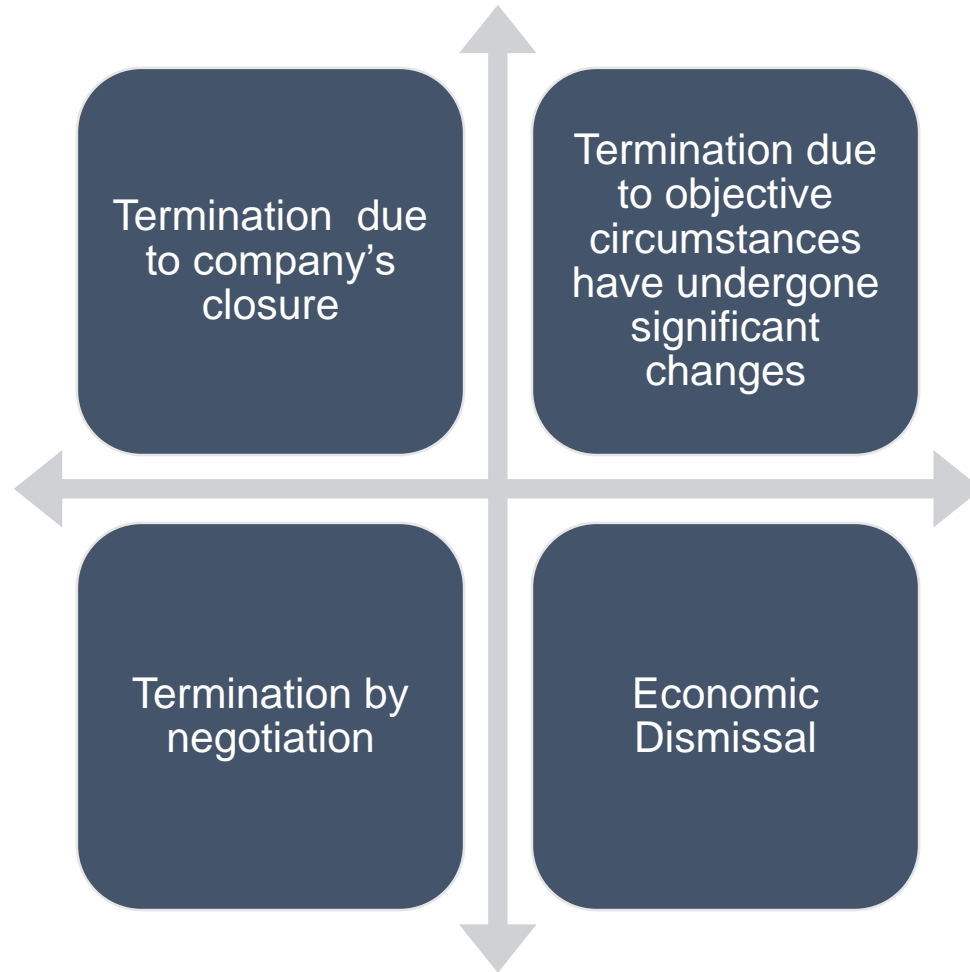 Termination  due
to company’s
closure
Termination due
to objective
circumstances
have undergone
significant
changes
Termination by
negotiation
Economic
Dismissal